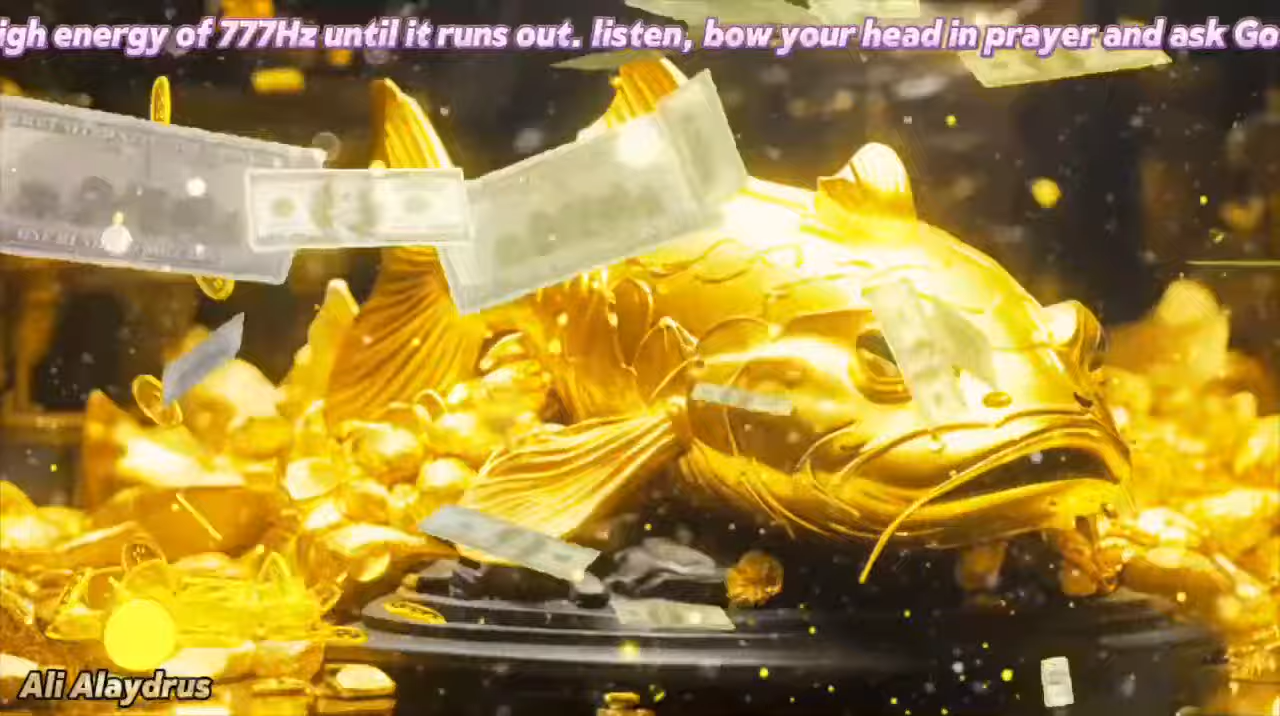 igh energy of 777Hz until it runs out. listen, bow your head in prayer and ask Go
Ali Alaydrus